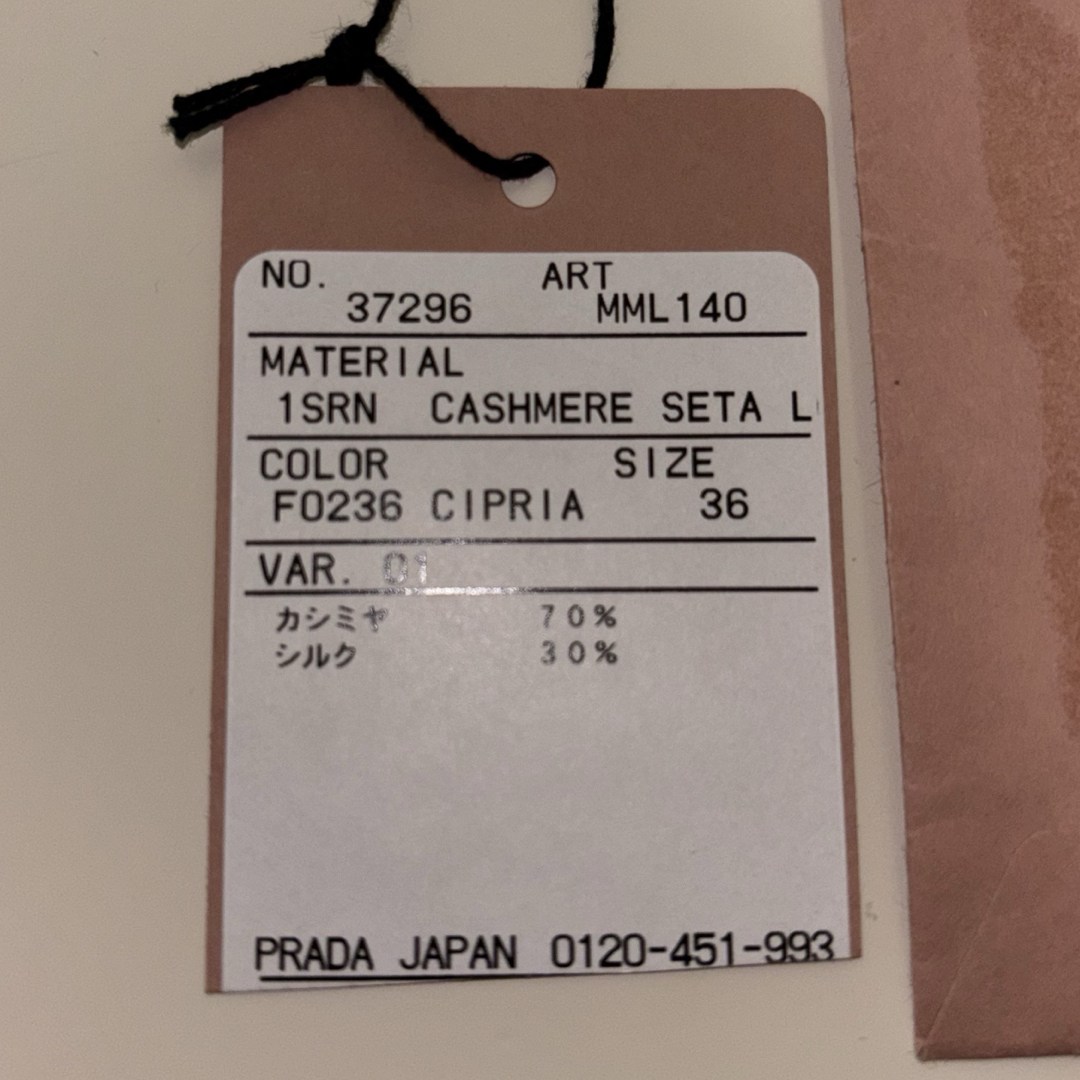 NO. ART
37296 MML140
MATERIAL
1SRN CASHMERE SETA L
COLOR SIZE
F0236 CIPRIA 36
VAR. 01
カシミヤ 70%
シルク 30%
PRADA JAPAN 0120-451-993